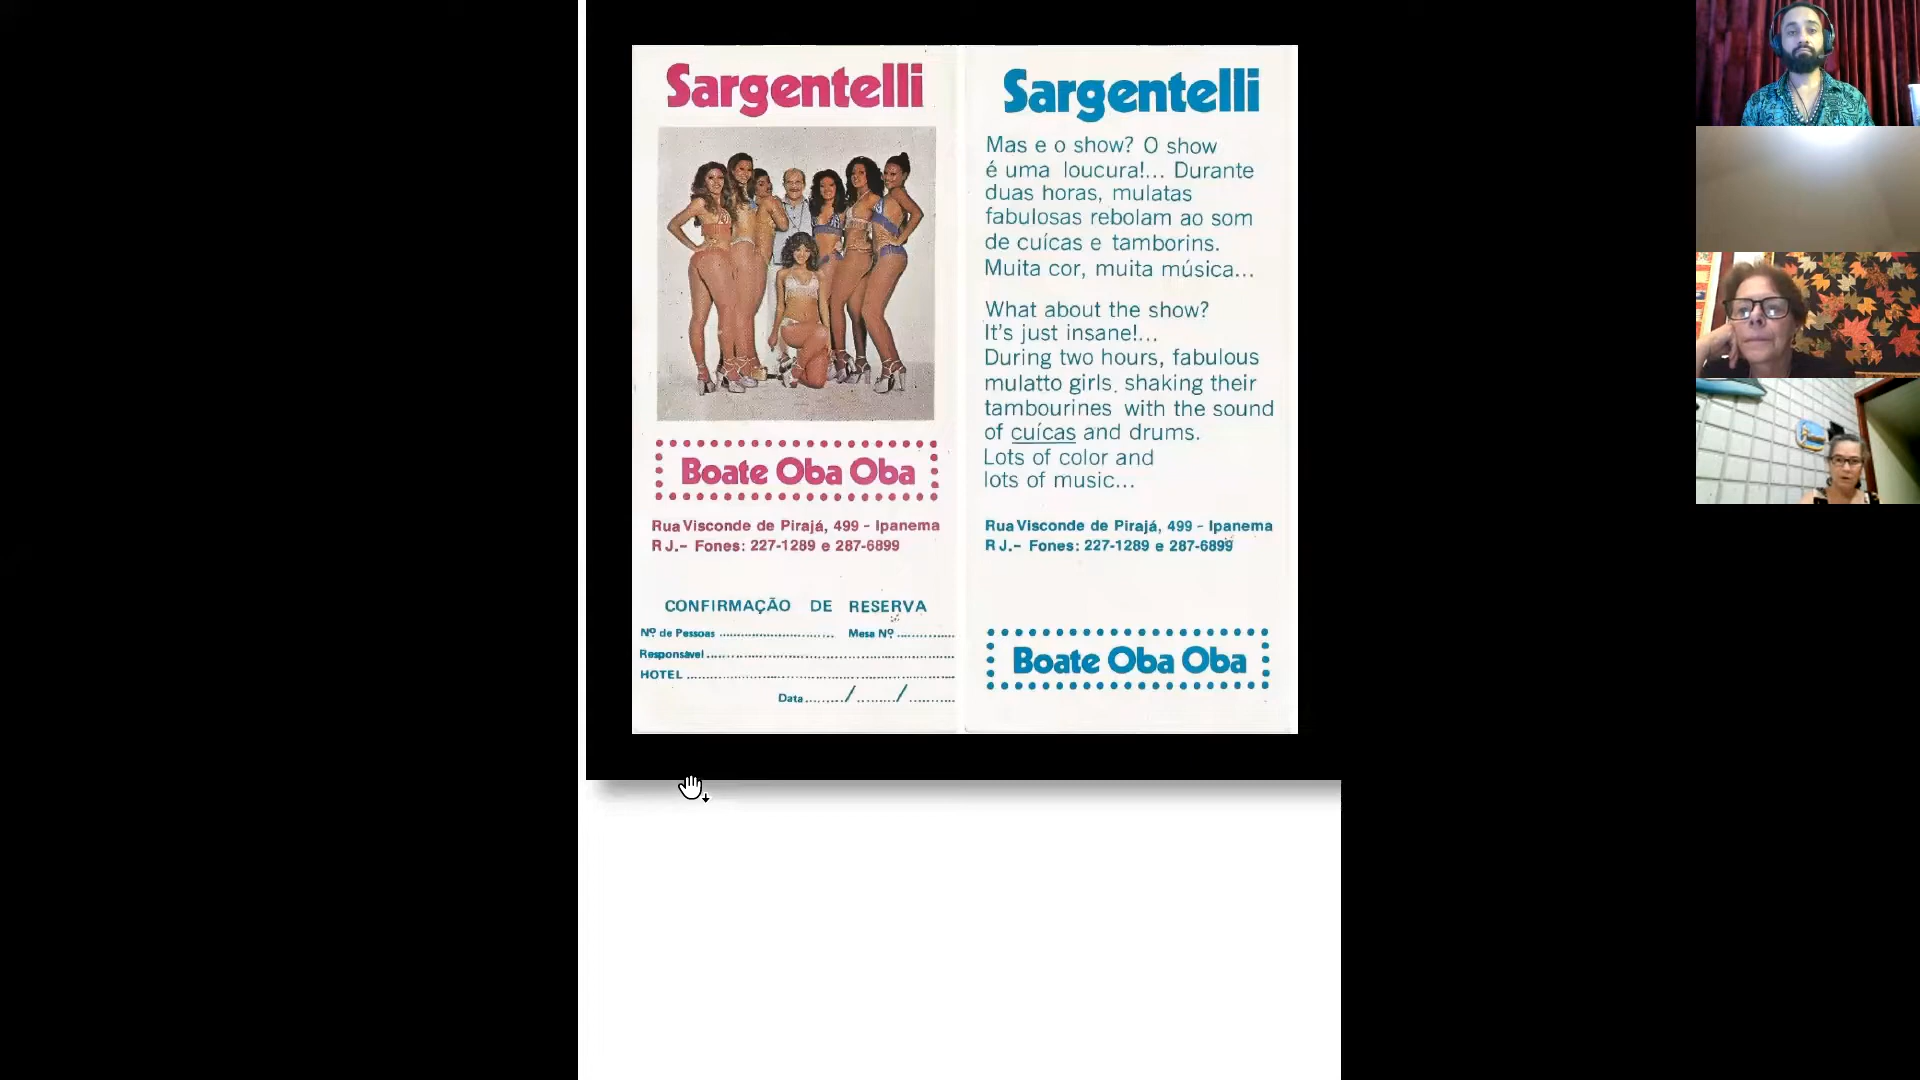 Sargentelli
Boate Oba Oba
Rua Visconde de Pirajá, 499 - Ipanema
R J.- Fones: 227-1289 e 287-6899
CONFIRMAÇÃO DE RESERVA
Nº de Pessoas .......................... Mesa Nº .............
Responsável ..........................................................
HOTEL ..............................................................
Data ........./ ........./ ..........
Sargentelli
Mas e o show? O show
é uma loucura!... Durante
duas horas, mulatas
fabulosas rebolam ao som
de cuícas e tamborins.
Muita cor, muita música...
What about the show?
It's just insane!...
During two hours, fabulous
mulatto girls. shaking their
tambourines with the sound
of cuícas and drums.
Lots of color and
lots of music...
Rua Visconde de Pirajá, 499 - Ipanema
R J.- Fones: 227-1289 e 287-6899
Boate Oba Oba